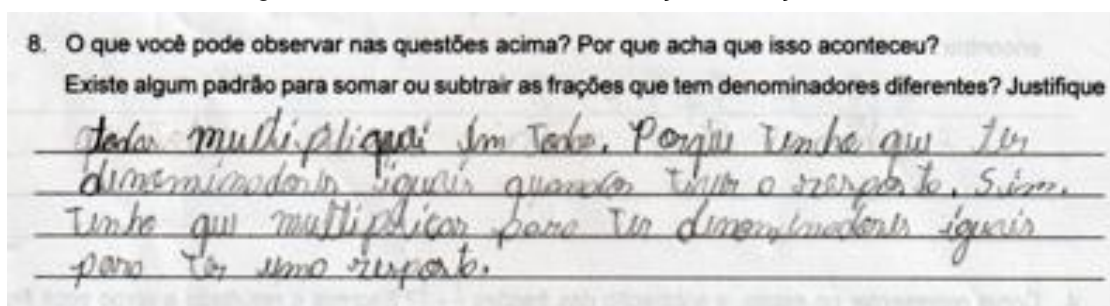 8. O que você pode observar nas questões acima? Por que acha que isso aconteceu?
Existe algum padrão para somar ou subtrair as frações que tem denominadores diferentes? Justifique
multipliquei em todo. Porque tenho que ter
denominadores iguais quando a resposta. Sim.
Tenho que multiplicar para ter denominadores iguais
para ter uma resposta.